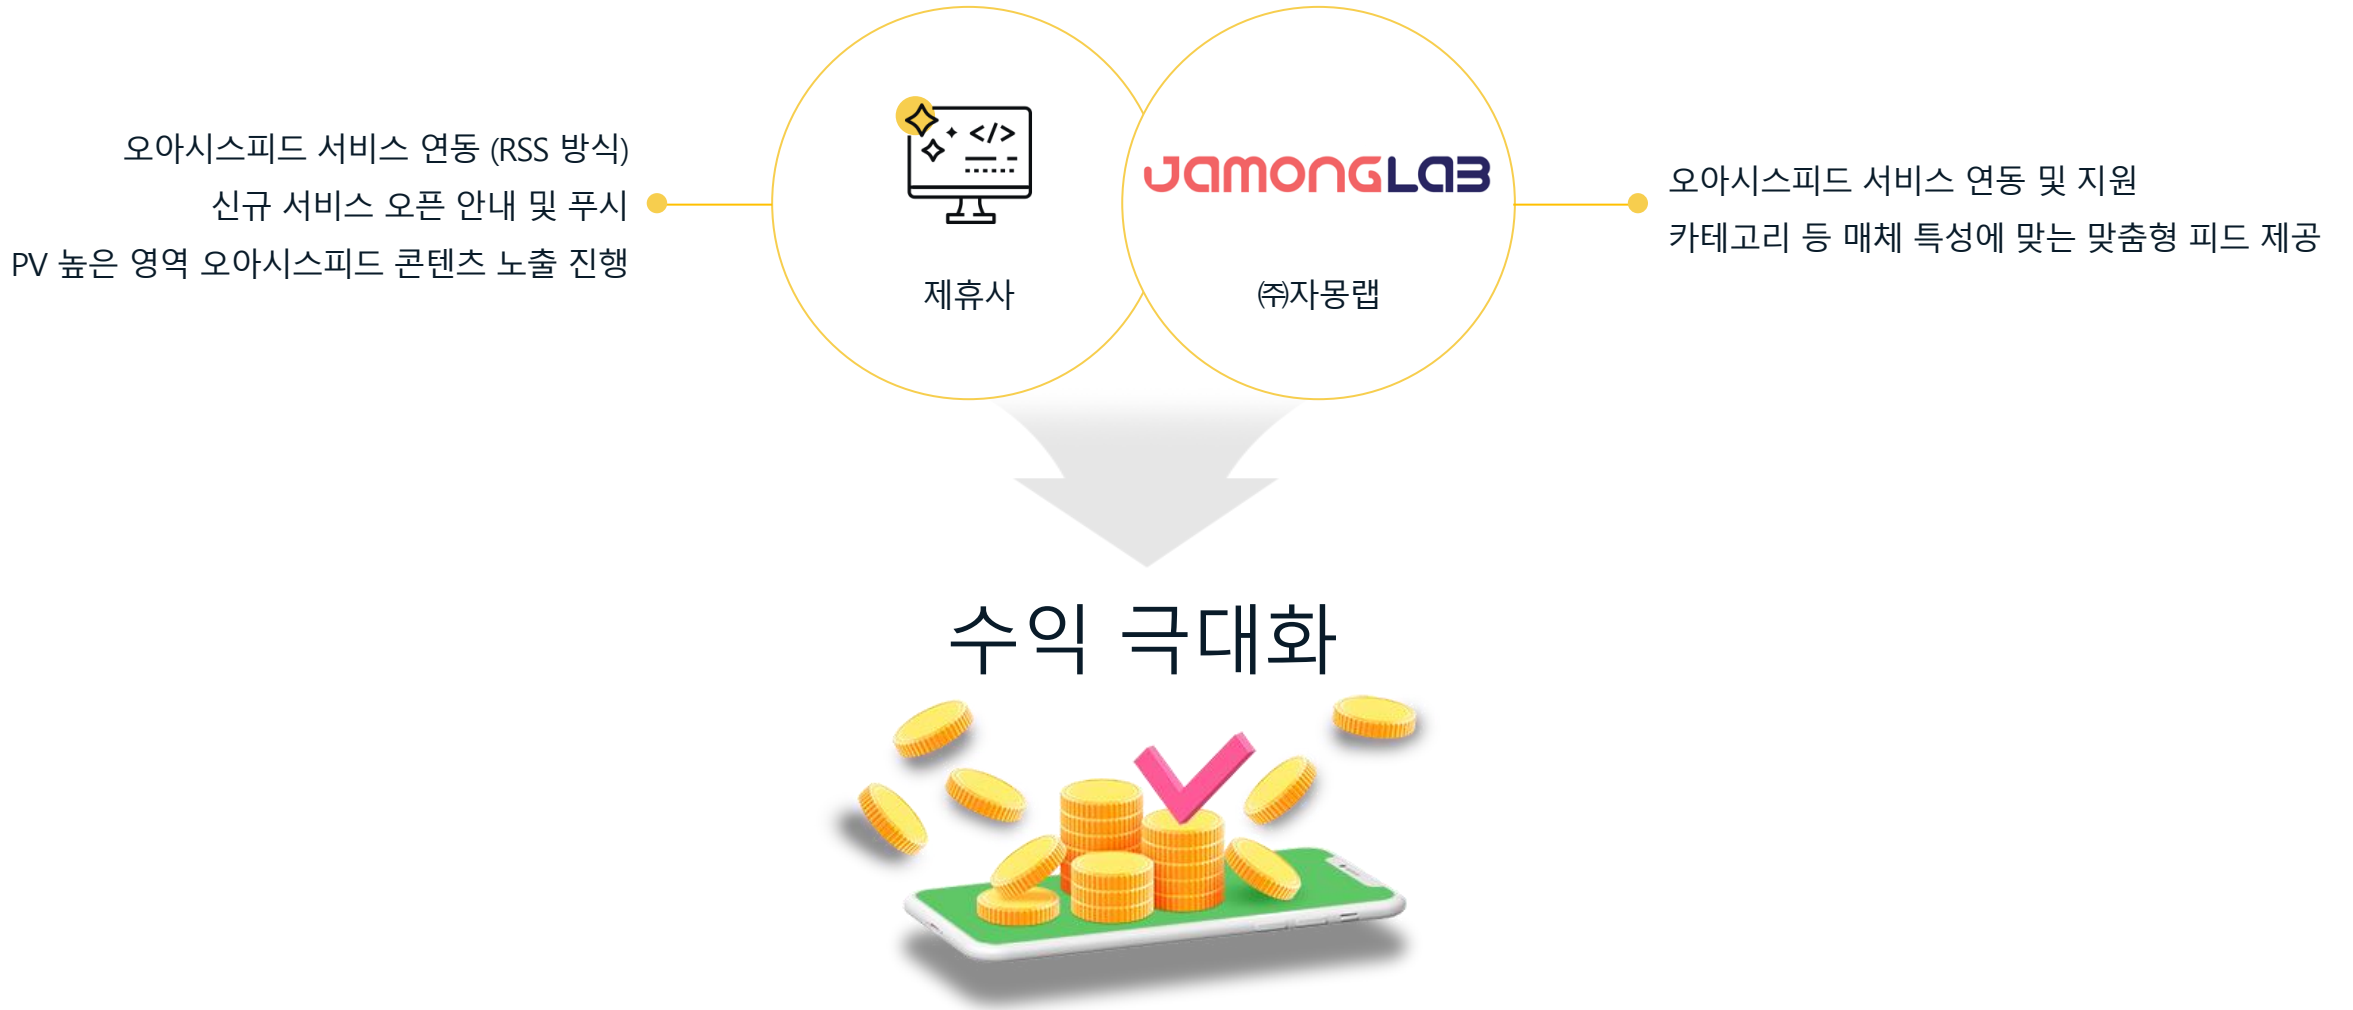 오아시스피드 서비스 연동 (RSS 방식)
신규 서비스 오픈 안내 및 푸시
PV 높은 영역 오아시스피드 콘텐츠 노출 진행
</>
제휴사
JAMONGLAB
㈜자몽랩
오아시스피드 서비스 연동 및 지원
카테고리 등 매체 특성에 맞는 맞춤형 피드 제공
수익 극대화